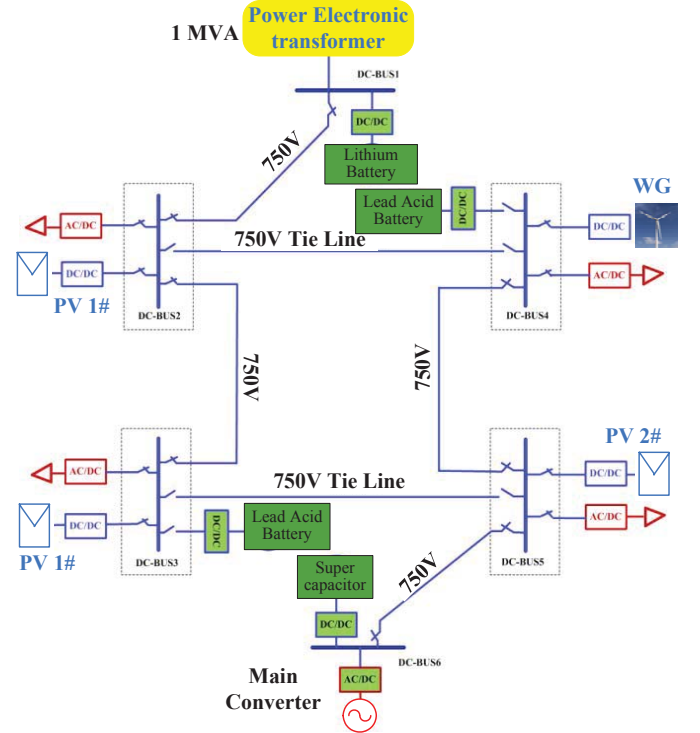 Power Electronic
transformer
1 MVA
DC-BUS1
DC/DC
750V
Lithium
Battery
Lead Acid
Battery
DC/DC
WG
DC/DC
AC/DC
750V Tie Line
DC/DC
AC/DC
PV 1#
DC-BUS2
DC-BUS4
750V
750V
PV 2#
AC/DC
DC/DC
750V Tie Line
DC/DC
DC/DC
Lead Acid
Battery
AC/DC
PV 1#
DC-BUS3
DC-BUS5
Super
capacitor
750V
DC/DC
DC-BUS6
Main
Converter
AC/DC